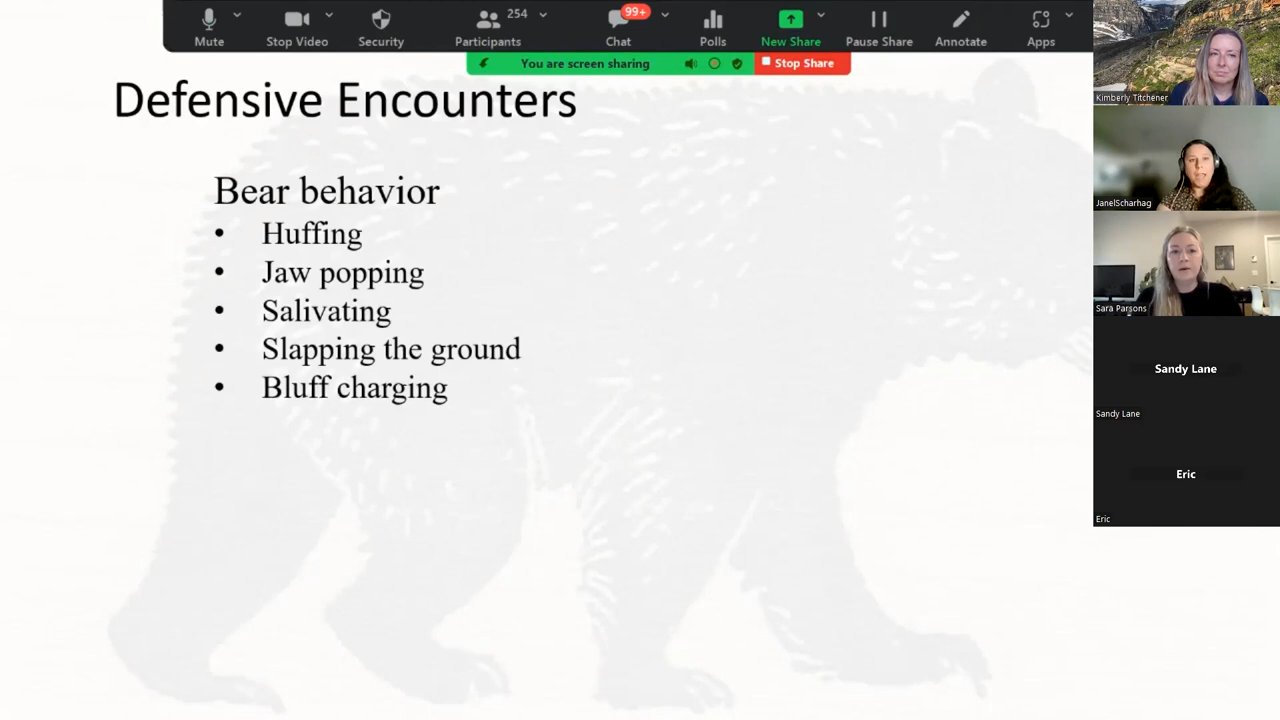 254
99+
Mute
Stop Video
Security
Participants
Chat
Polls
New Share
Pause Share
Annotate
Apps
You are screen sharing
Stop Share
Defensive Encounters
Bear behavior
• Huffing
• Jaw popping
• Salivating
• Slapping the ground
• Bluff charging
Kimberly Titchener
JanelScharhag
Sara Parsons
Sandy Lane
Sandy Lane
Eric
Eric